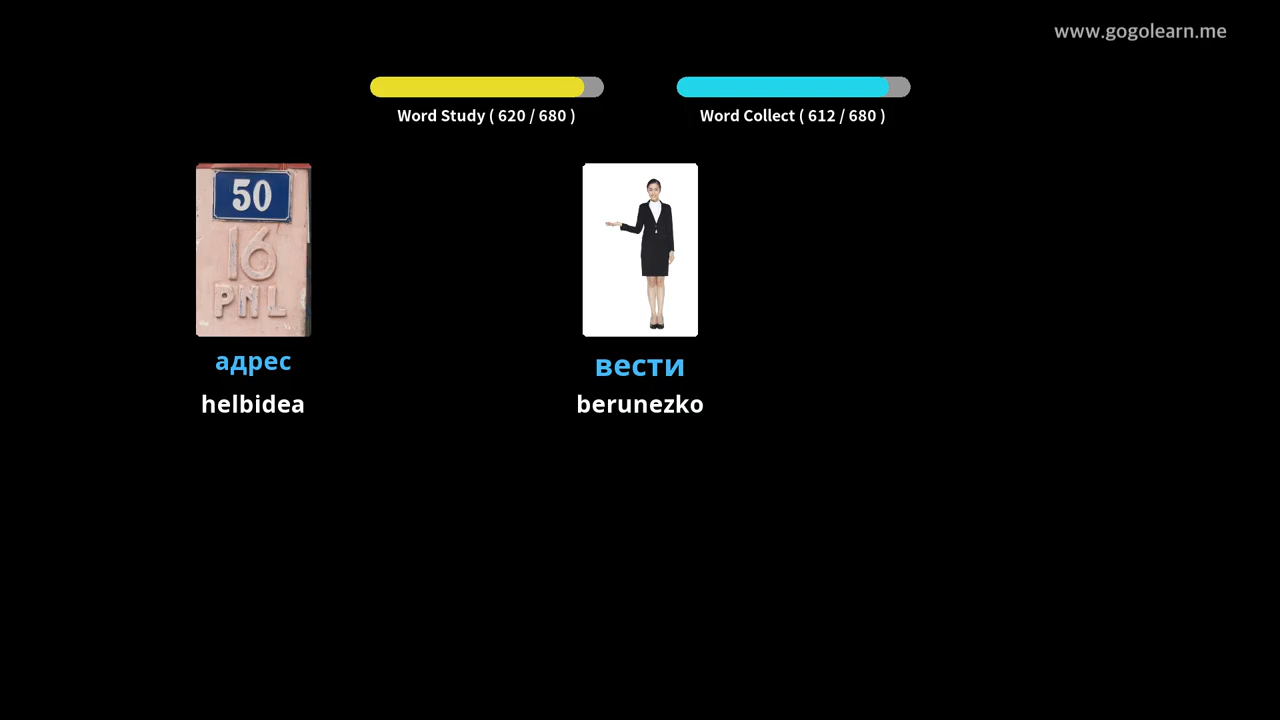 www.gogolearn.me
Word Study ( 620 / 680 )
Word Collect ( 612 / 680 )
50
16
PNL
адрес
вести
helbidea
berunezko